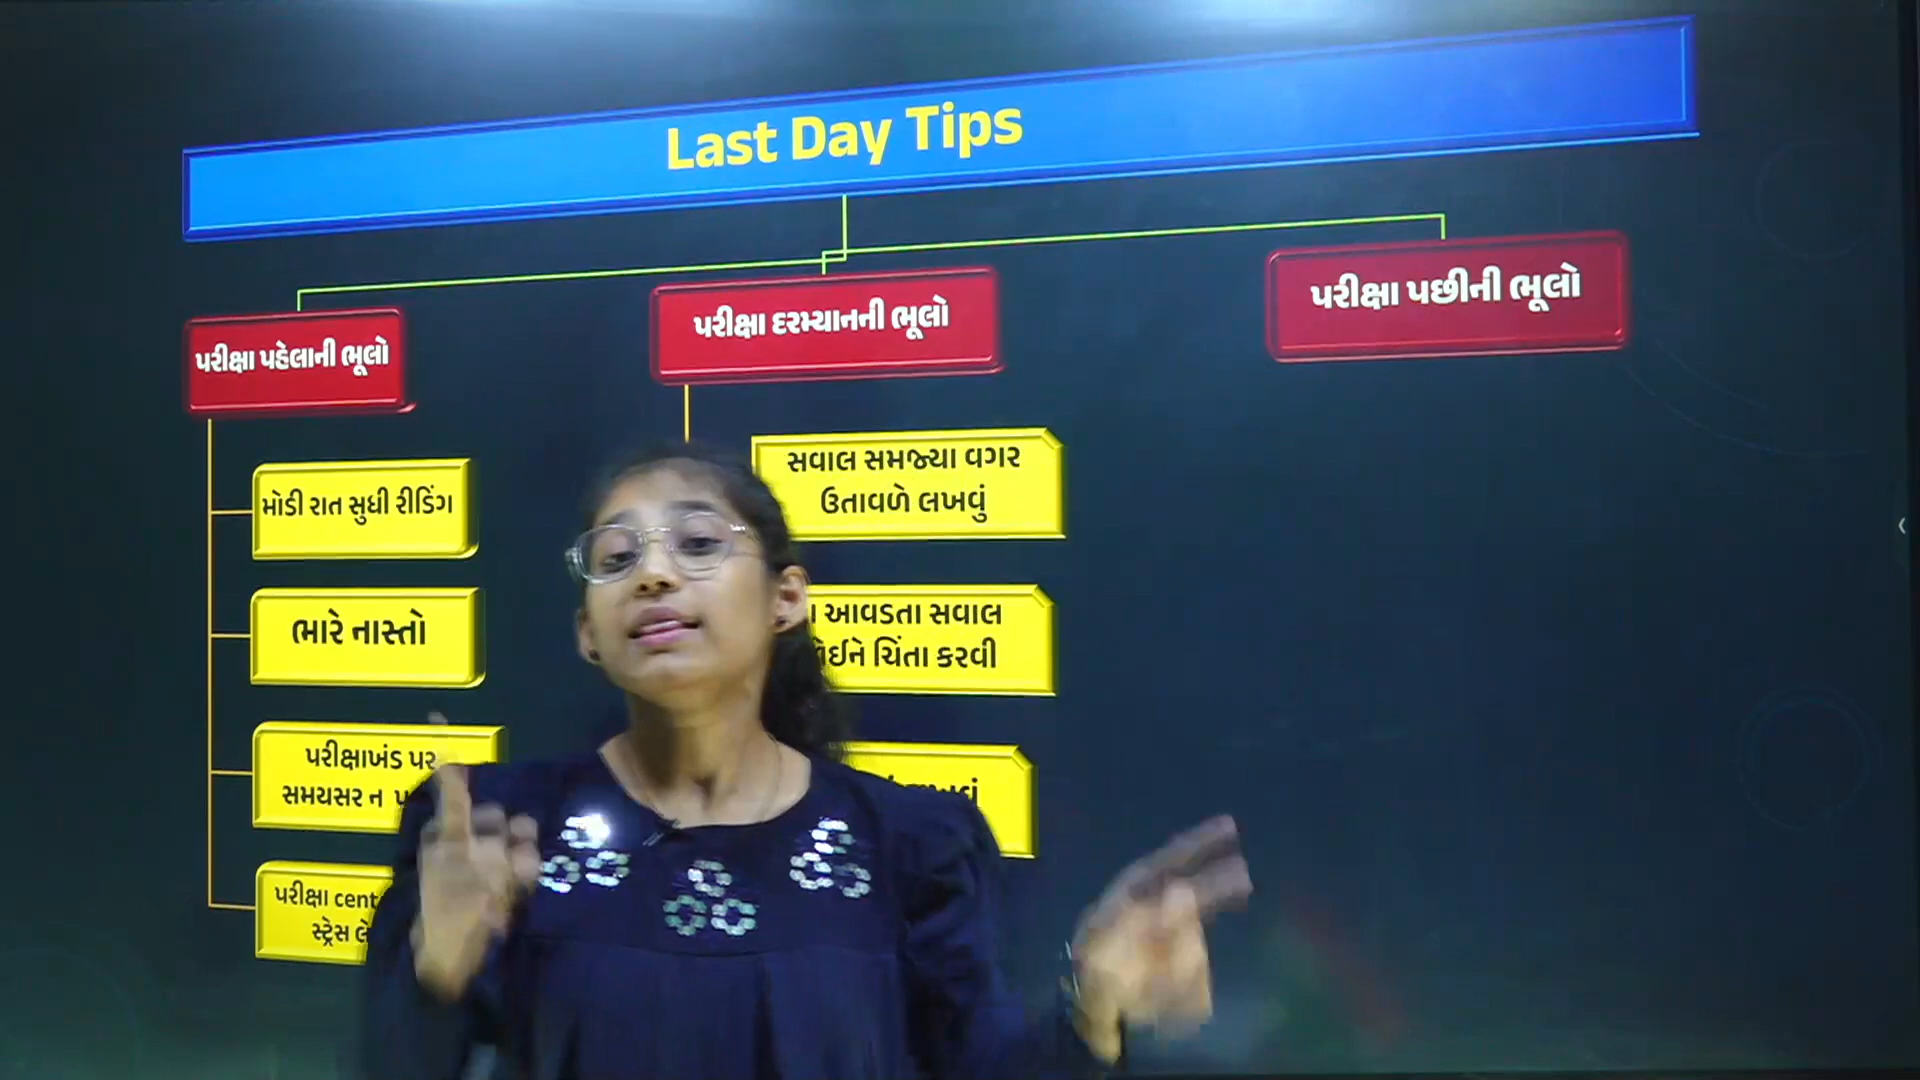 Last Day Tips
પરીક્ષા પહેલાની ભૂલો
મોડી રાત સુધી રીડિંગ
ભારે નાસ્તો
પરીક્ષાખંડ પર
સમયસર ન
પરીક્ષા
સ્ટ્રેસ
પરીક્ષા દરમ્યાનની ભૂલો
સવાલ સમજ્યા વગર
ઉતાવળે લખવું
આવડતા સવાલ
ચિંતા કરવી
પરીક્ષા પછીની ભૂલો